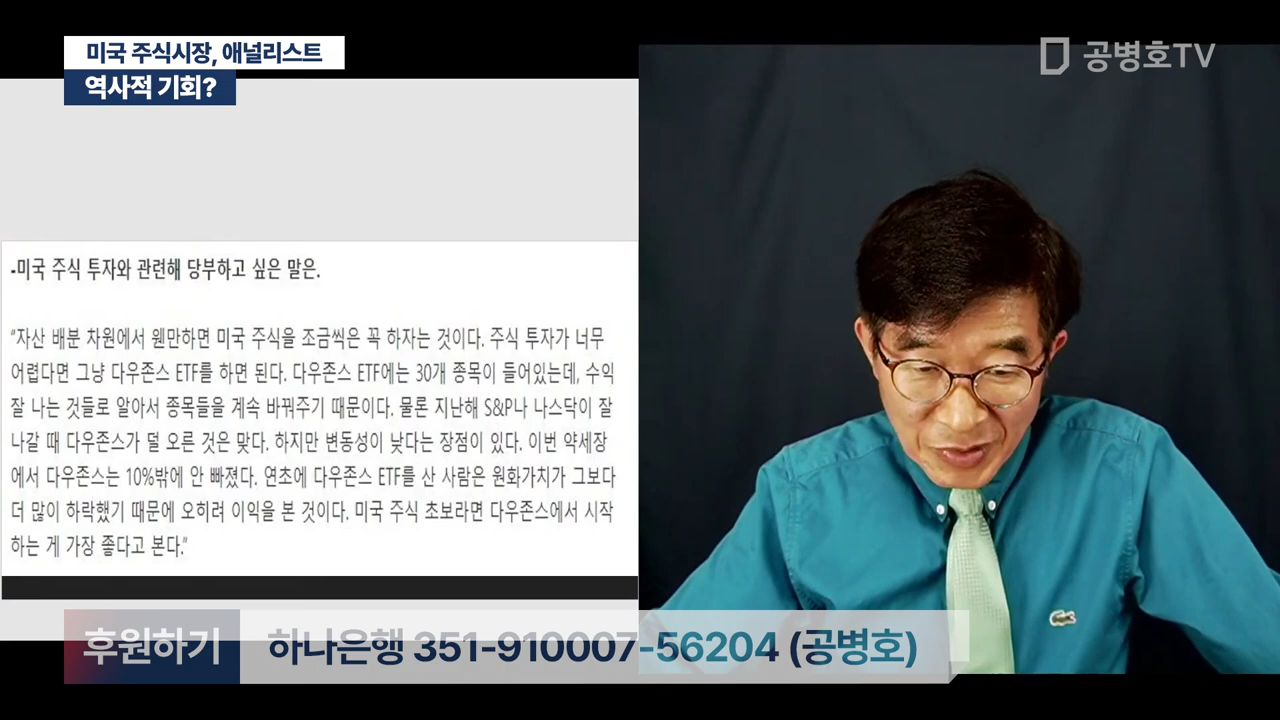 미국 주식시장, 애널리스트
역사적 기회?
공병호TV
-미국 주식 투자와 관련해 당부하고 싶은 말은.
“자산 배분 차원에서 웬만하면 미국 주식을 조금씩은 꼭 하자는 것이다. 주식 투자가 너무
어렵다면 그냥 다우존스 ETF를 하면 된다. 다우존스 ETF에는 30개 종목이 들어있는데, 수익
잘 나는 것들로 알아서 종목들을 계속 바꿔주기 때문이다. 물론 지난해 S&P나 나스닥이 잘
나갈 때 다우존스가 덜 오른 것은 맞다. 하지만 변동성이 낮다는 장점이 있다. 이번 약세장
에서 다우존스는 10%밖에 안 빠졌다. 연초에 다우존스 ETF를 산 사람은 원화가치가 그보다
더 많이 하락했기 때문에 오히려 이익을 본 것이다. 미국 주식 초보라면 다우존스에서 시작
하는 게 가장 좋다고 본다.”
후원하기
하나은행 351-910007-56204 (공병호)